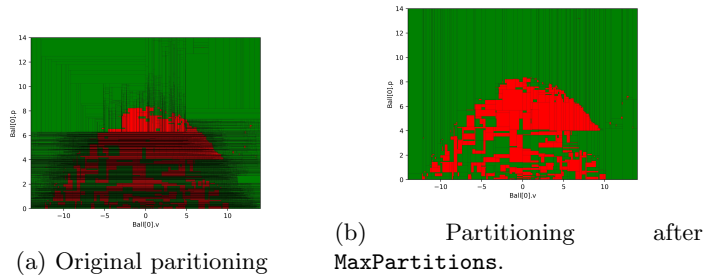 14
12
10
8
6
4
2
0
Ball[0].p
−10 −5 0 5 10
Ball[0].v
(a) Original paritioning
14
12
10
8
6
4
2
0
Ball[0].p
−10 −5 0 5 10
Ball[0].v
(b) Partitioning after
MaxPartitions.